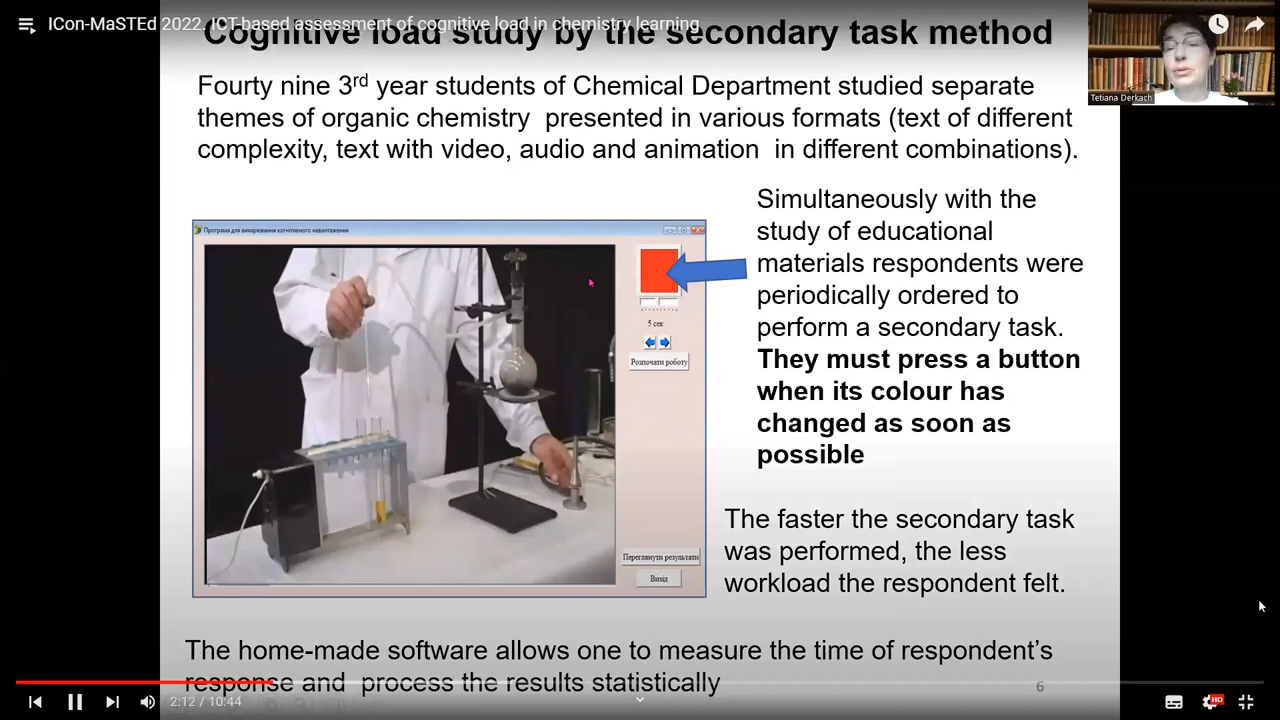 ICon-MaSTEd 2022. ICT-based assessment of cognitive load in chemistry learning
Cognitive load study by the secondary task method
Tetiana Derkach
Fourty nine 3rd year students of Chemical Department studied separate
themes of organic chemistry presented in various formats (text of different
complexity, text with video, audio and animation in different combinations).
Програма для вимірювання когнітивного навантаження
5 сек
Розпочати роботу
Переглянути результати
Вихід
Simultaneously with the
study of educational
materials respondents were
periodically ordered to
perform a secondary task.
They must press a button
when its colour has
changed as soon as
possible
The faster the secondary task
was performed, the less
workload the respondent felt.
The home-made software allows one to measure the time of respondent's
response and process the results statistically
6
2:12 / 10:44
HD